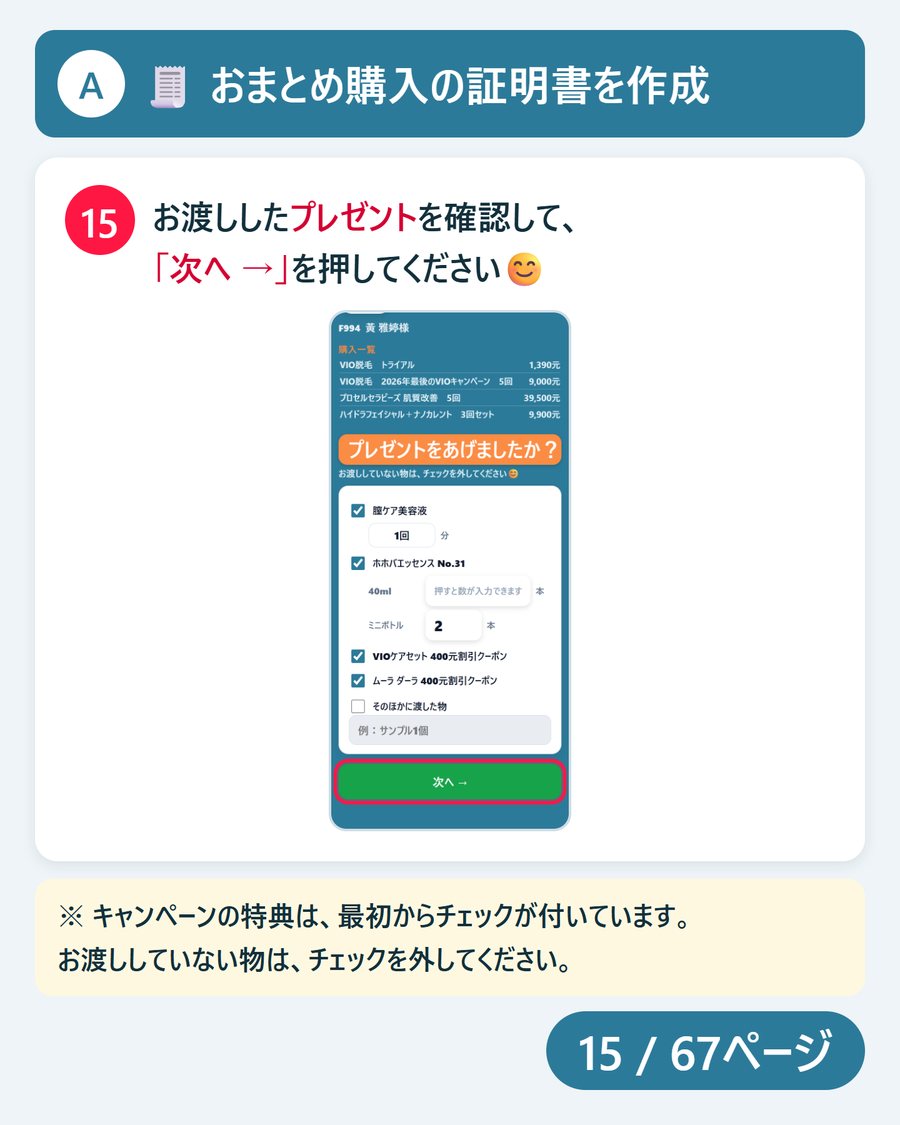 A おまとめ購入の証明書を作成
15 お渡ししたプレゼントを確認して、
「次へ →」を押してください
F994 黃 雅婷様
購入一覧
VIO脱毛 トライアル 1,390元
VIO脱毛 2026年最後のVIOキャンペーン 5回 9,000元
プロセルセラピーズ 肌質改善 5回 39,500元
ハイドラフェイシャル＋ナノカレント 3回セット 9,900元
プレゼントをあげましたか？
お渡ししていない物は、チェックを外してください
膣ケア美容液
1回 分
ホホバエッセンス No.31
40ml 押すと数が入力できます 本
ミニボトル 2 本
VIOケアセット 400元割引クーポン
ムーラ ダーラ 400元割引クーポン
そのほかに渡した物
例：サンプル1個
次へ →
※ キャンペーンの特典は、最初からチェックが付いています。
お渡ししていない物は、チェックを外してください。
15 / 67ページ